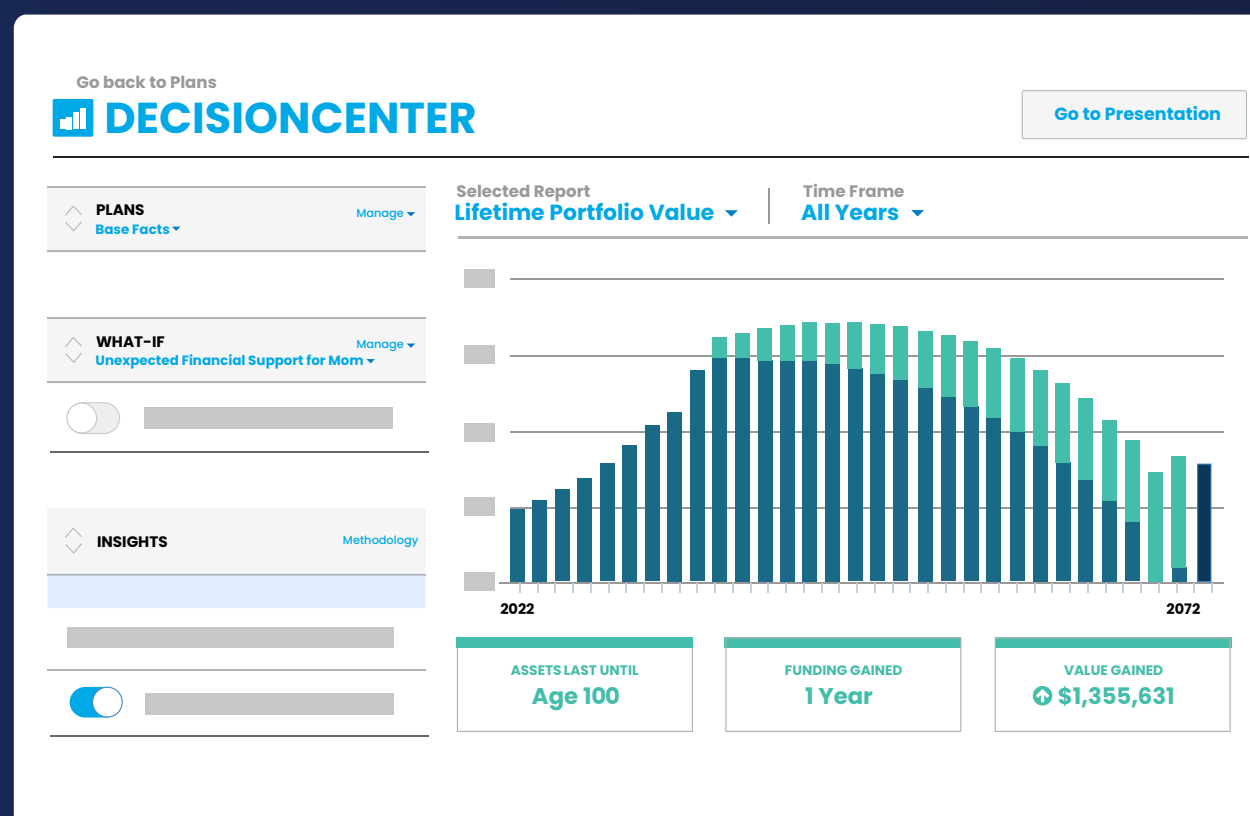 Go back to Plans
DECISIONCENTER
Go to Presentation
PLANS
Manage
Base Facts
WHAT-IF
Manage
Unexpected Financial Support for Mom
INSIGHTS
Methodology
Selected Report
Lifetime Portfolio Value
Time Frame
All Years
2022
2072
ASSETS LAST UNTIL
Age 100
FUNDING GAINED
1 Year
VALUE GAINED
$1,355,631